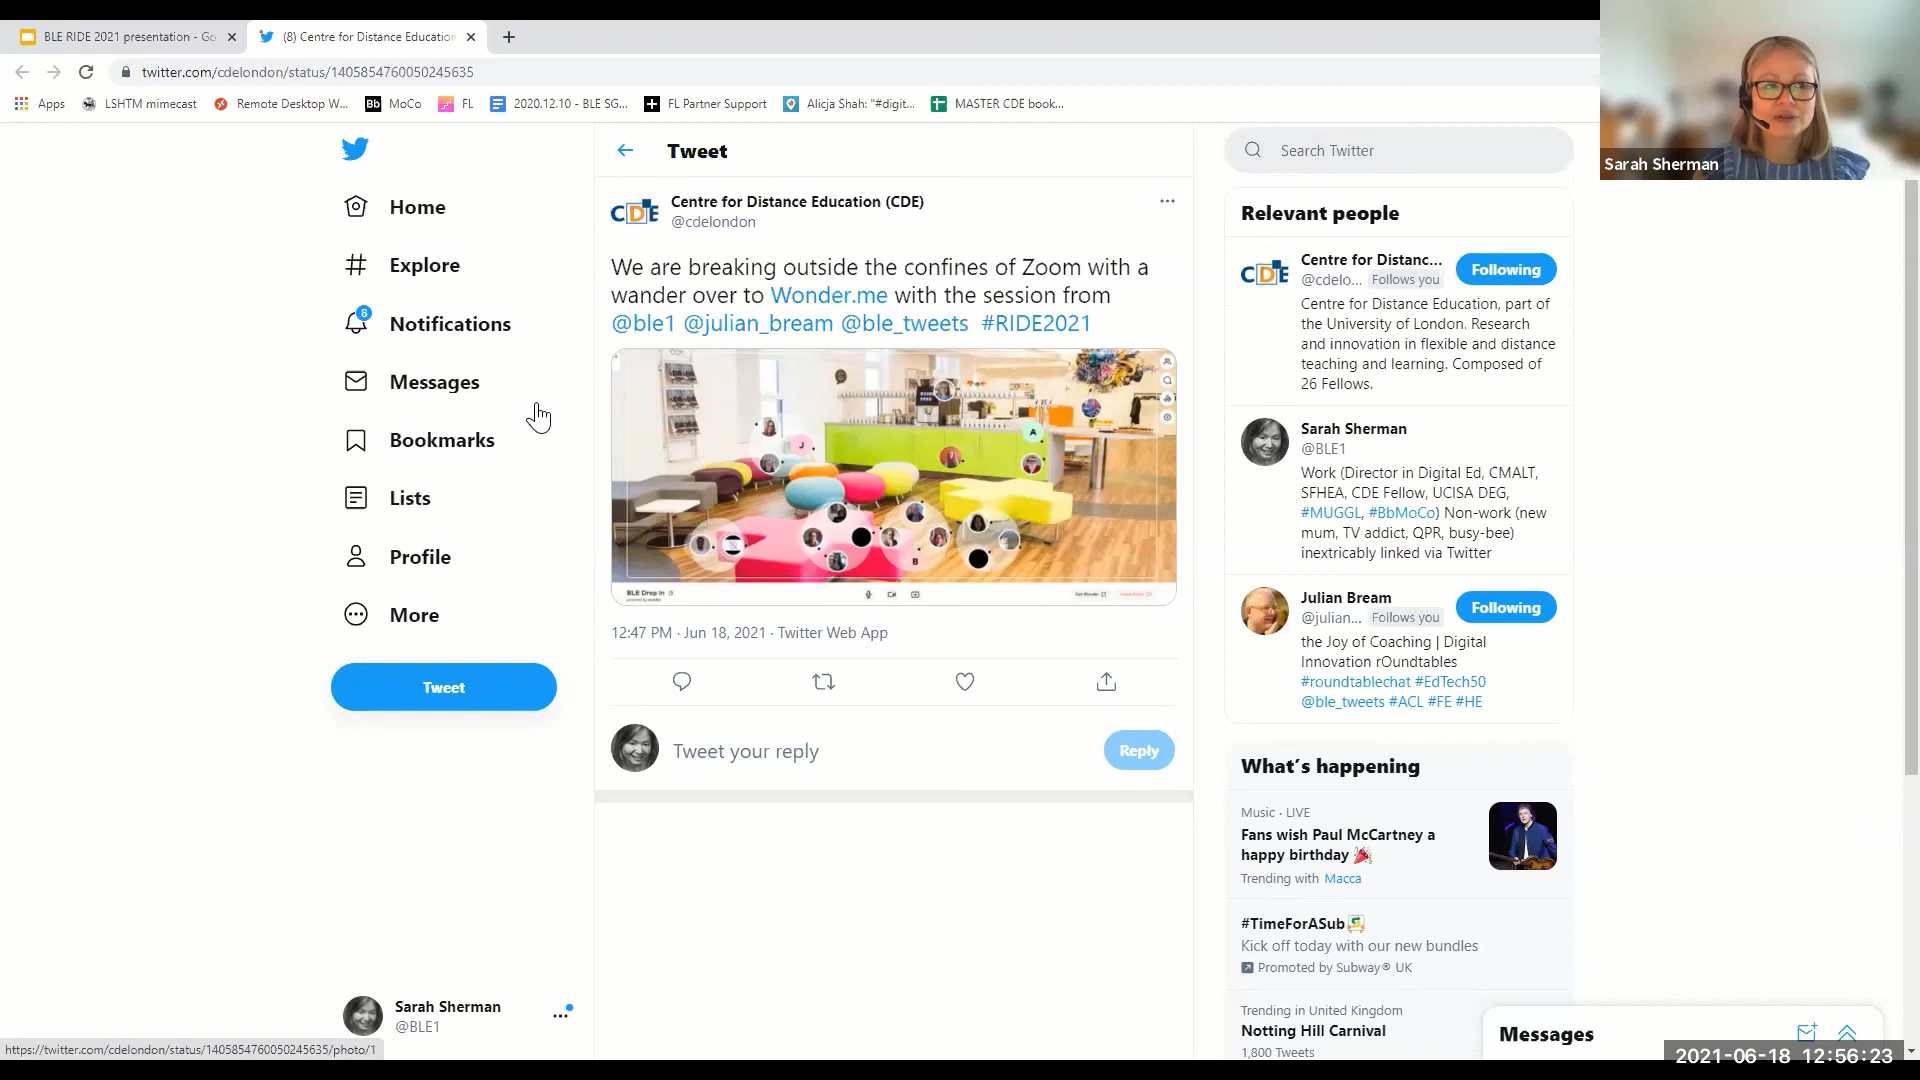 BLE RIDE 2021 presentation - Go
(8) Centre for Distance Education
twitter.com/cdelondon/status/1405854760050245635
Apps
LSHTM mimecast
Remote Desktop W...
Bb
MoCo
FL
2020.12.10 - BLE SG...
FL Partner Support
Alicja Shah: "#digit...
MASTER CDE book...
Sarah Sherman
Home
Explore
8
Notifications
Messages
Bookmarks
Lists
Profile
More
Tweet
Sarah Sherman
@BLE1
https://twitter.com/cdelondon/status/1405854760050245635/photo/1
Tweet
CDE
Centre for Distance Education (CDE)
@cdelondon
We are breaking outside the confines of Zoom with a
wander over to Wonder.me with the session from
@ble1 @julian_bream @ble_tweets #RIDE2021
J
A
B
BLE Drop In
Get Wonder
12:47 PM · Jun 18, 2021 · Twitter Web App
Tweet your reply
Reply
Search Twitter
Relevant people
CDE
Centre for Distanc...
@cdelo...
Follows you
Following
Centre for Distance Education, part of
the University of London. Research
and innovation in flexible and distance
teaching and learning. Composed of
26 Fellows.
Sarah Sherman
@BLE1
Work (Director in Digital Ed, CMALT,
SFHEA, CDE Fellow, UCISA DEG,
#MUGGL, #BbMoCo) Non-work (new
mum, TV addict, QPR, busy-bee)
inextricably linked via Twitter
Julian Bream
@julian...
Follows you
Following
the Joy of Coaching | Digital
Innovation rOundtables
#roundtablechat #EdTech50
@ble_tweets #ACL #FE #HE
What's happening
Music · LIVE
Fans wish Paul McCartney a
happy birthday
Trending with Macca
#TimeForASub
Kick off today with our new bundles
Promoted by Subway® UK
Trending in United Kingdom
Notting Hill Carnival
1,800 Tweets
Messages
2021-06-18 12:56:23